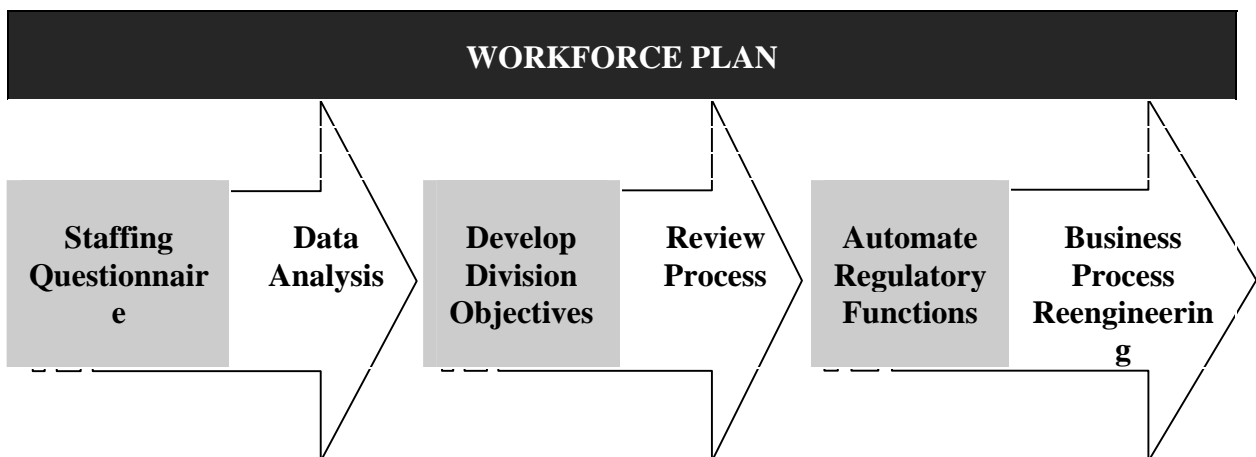 WORKFORCE PLAN
Staffing
Questionnair
e
Data
Analysis
Develop
Division
Objectives
Review
Process
Automate
Regulatory
Functions
Business
Process
Reengineerin
g